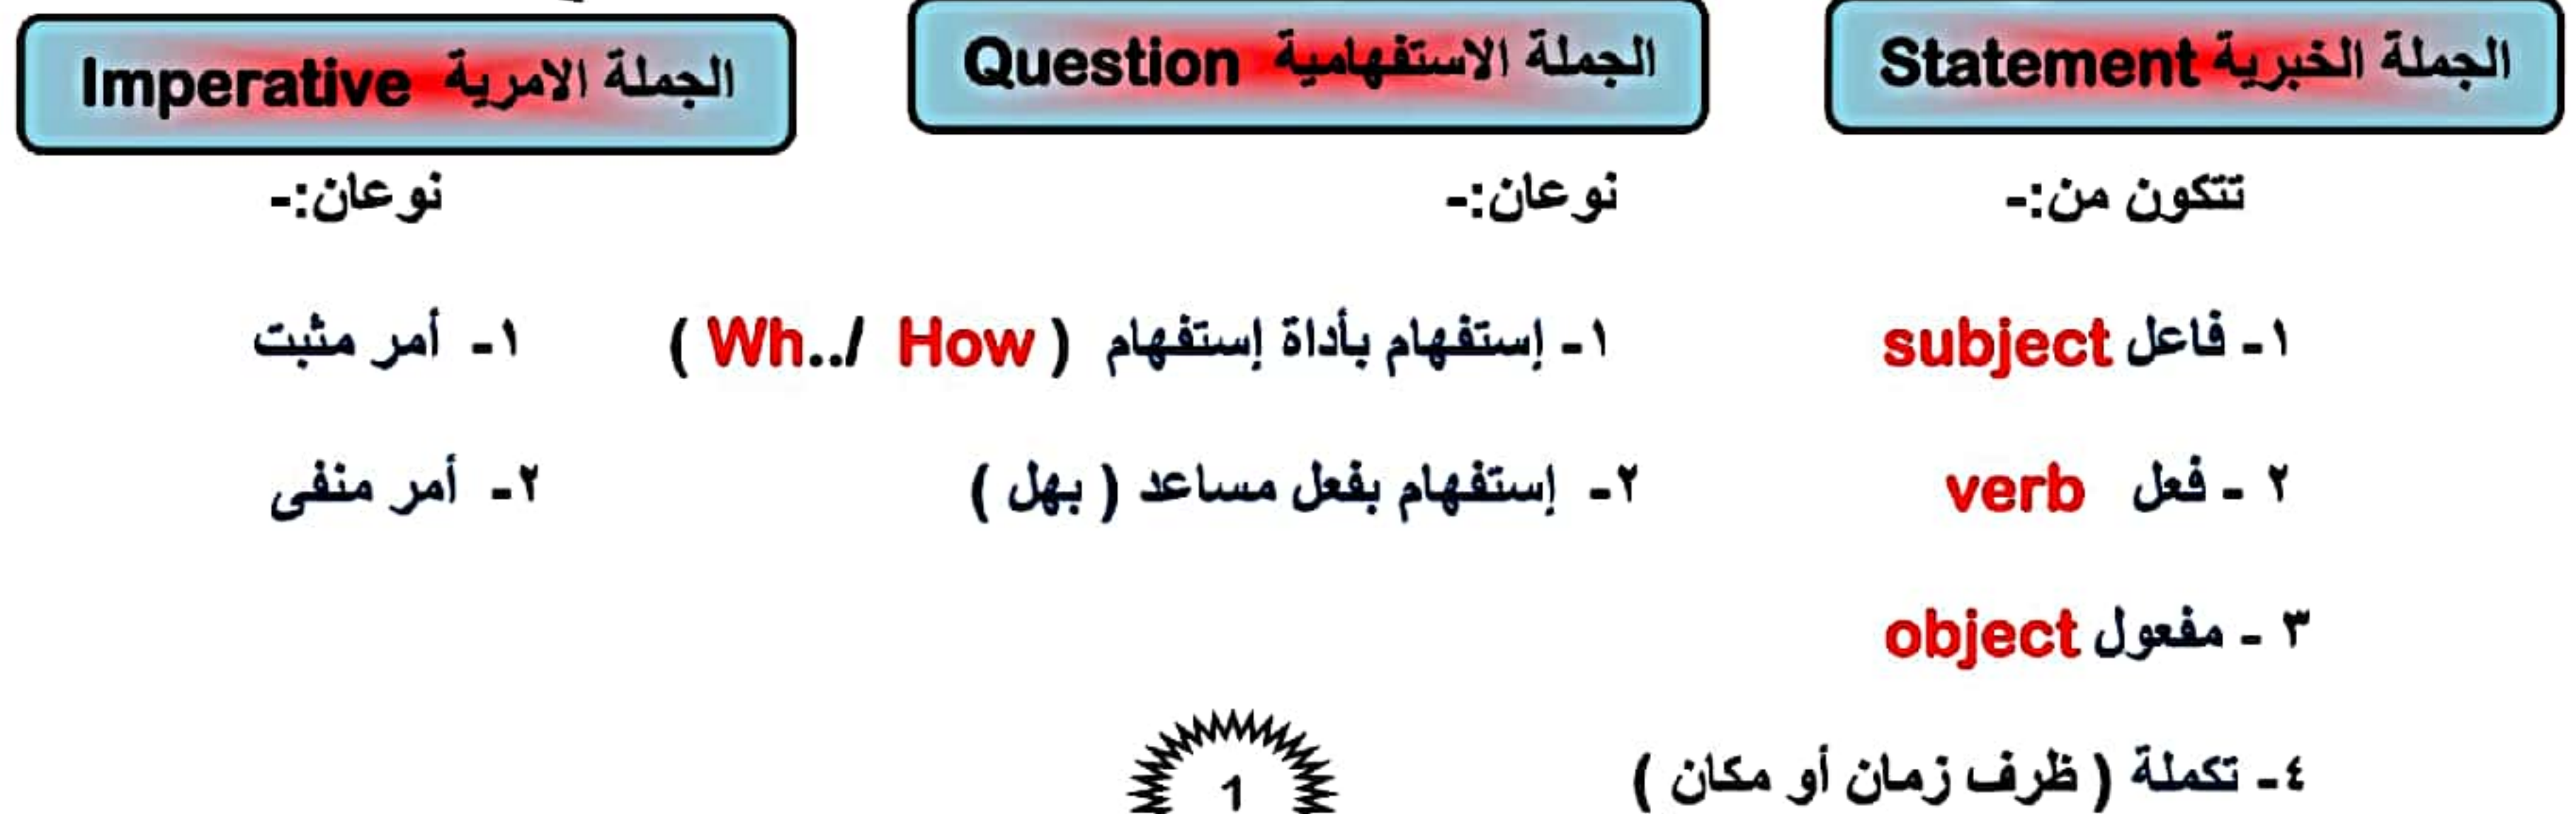 الجملة الخبرية Statement
تتكون من:-
١- فاعل subject
٢ - فعل verb
٣ - مفعول object
٤- تكملة ( ظرف زمان أو مكان )
الجملة الاستفهامية Question
نوعان:-
١- إستفهام بأداة إستفهام ( Wh../ How )
٢- إستفهام بفعل مساعد ( بهل )
الجملة الامرية Imperative
نوعان:-
١- أمر مثبت
٢- أمر منفى
1